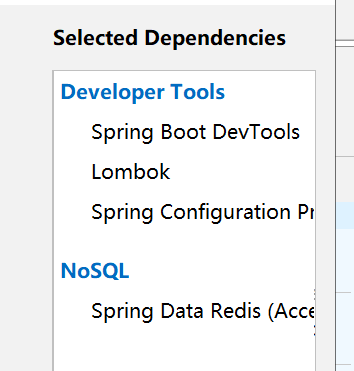 Selected Dependencies
Developer Tools
Spring Boot DevTools
Lombok
Spring Configuration Pr
NoSQL
Spring Data Redis (Acce